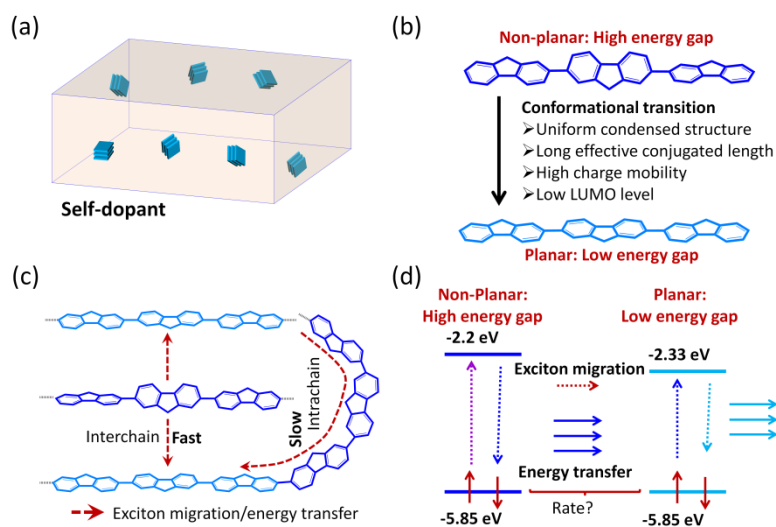 (a)
Self-dopant
(b)
Non-planar: High energy gap
Conformational transition
➢Uniform condensed structure
➢Long effective conjugated length
➢High charge mobility
➢Low LUMO level
Planar: Low energy gap
(c)
Interchain
Fast
Slow
Intrachain
Exciton migration/energy transfer
(d)
Non-Planar:
High energy gap
Planar:
Low energy gap
-2.2 eV
-2.33 eV
Exciton migration
Energy transfer
-5.85 eV
Rate?
-5.85 eV